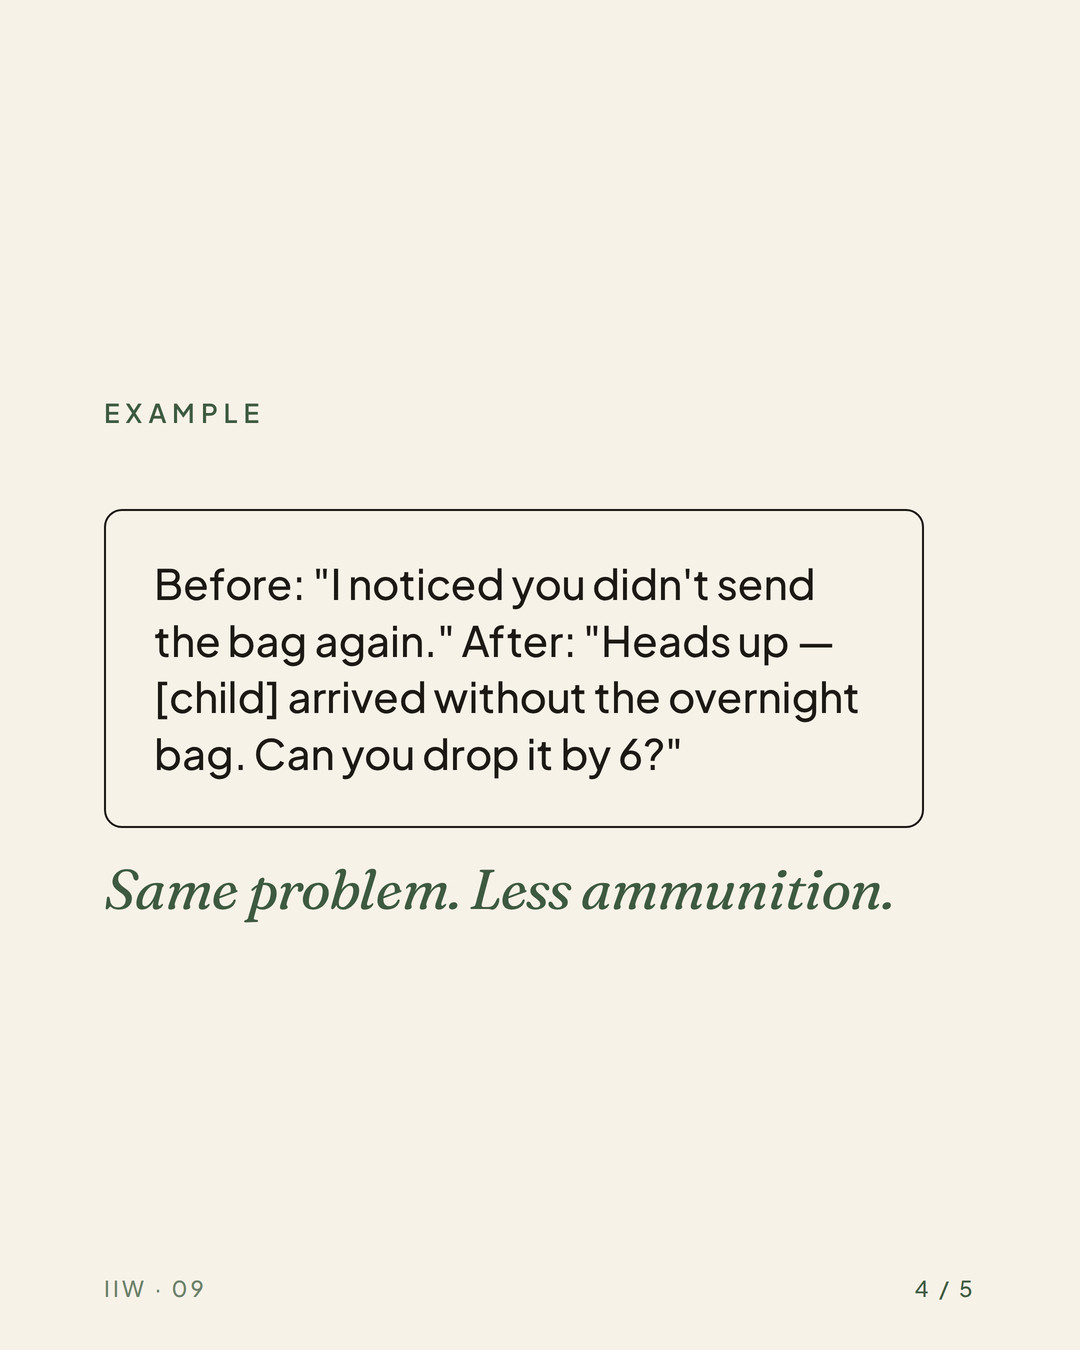 EXAMPLE
Before: "I noticed you didn't send
the bag again." After: "Heads up —
[child] arrived without the overnight
bag. Can you drop it by 6?"
Same problem. Less ammunition.
IIW · 09
4 / 5